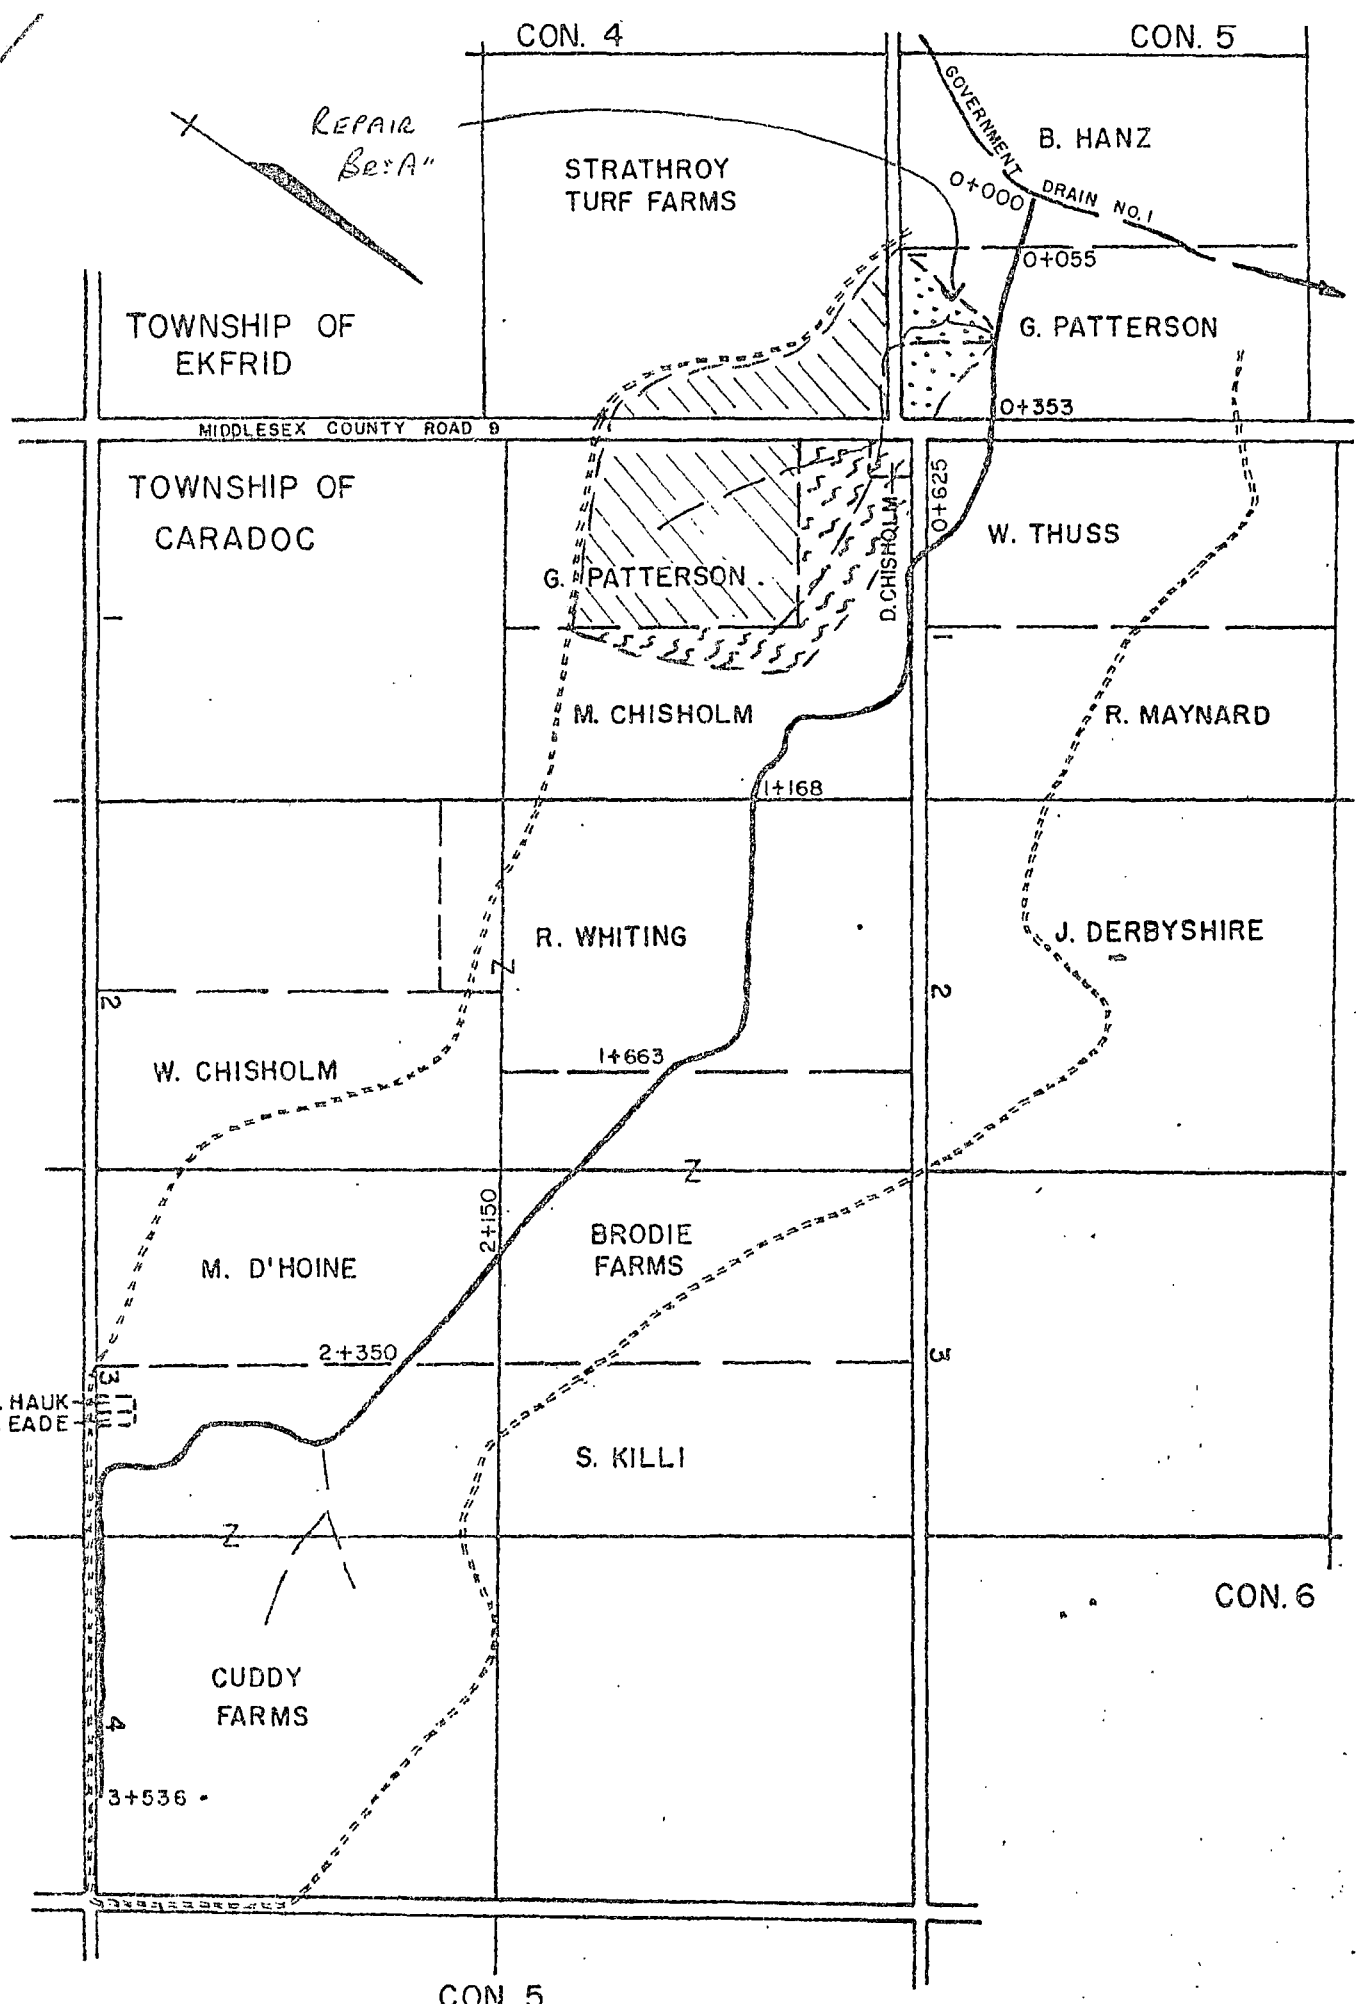 CON. 4
CON. 5
REPAIR
Br "A"
STRATHROY
TURF FARMS
GOVERNMENT DRAIN NO. 1
B. HANZ
0+000
0+055
TOWNSHIP OF
EKFRID
G. PATTERSON
0+353
MIDDLESEX COUNTY ROAD 9
TOWNSHIP OF
CARADOC
0+625
W. THUSS
D. CHISHOLM
G. PATTERSON
1
1
M. CHISHOLM
R. MAYNARD
1+168
R. WHITING
J. DERBYSHIRE
N
2
2
1+663
W. CHISHOLM
N
2+150
BRODIE
FARMS
M. D'HOINE
2+350
3
3
HAUK
EADE
S. KILLI
N
CON. 6
CUDDY
FARMS
4
3+536
CON. 5